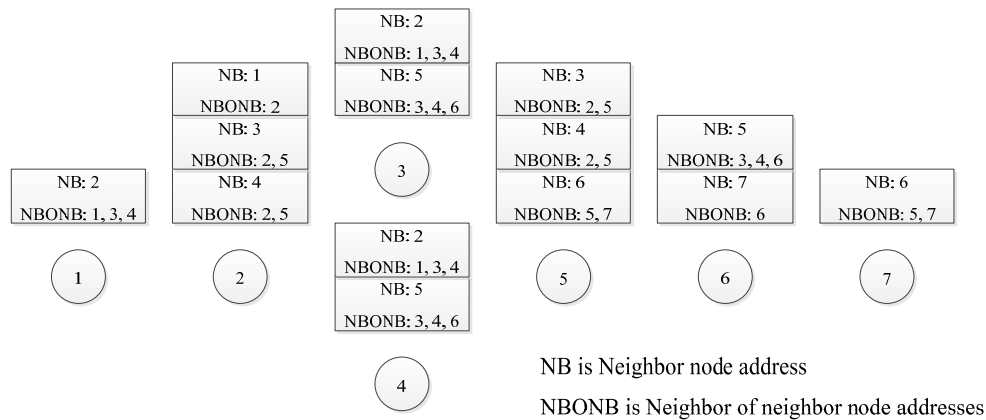 NB: 2
NBONB: 1, 3, 4
1
NB: 1
NBONB: 2
NB: 3
NBONB: 2, 5
NB: 4
NBONB: 2, 5
2
NB: 2
NBONB: 1, 3, 4
NB: 5
NBONB: 3, 4, 6
3
NB: 2
NBONB: 1, 3, 4
NB: 5
NBONB: 3, 4, 6
4
NB: 3
NBONB: 2, 5
NB: 4
NBONB: 2, 5
NB: 6
NBONB: 5, 7
5
NB: 5
NBONB: 3, 4, 6
NB: 7
NBONB: 6
6
NB: 6
NBONB: 5, 7
7
NB is Neighbor node address
NBONB is Neighbor of neighbor node addresses